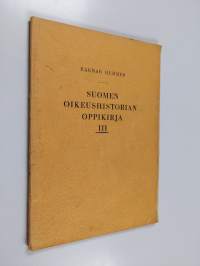 RAGNAR HEMMER
SUOMEN
OIKEUSHISTORIAN
OPPIKIRJA
III